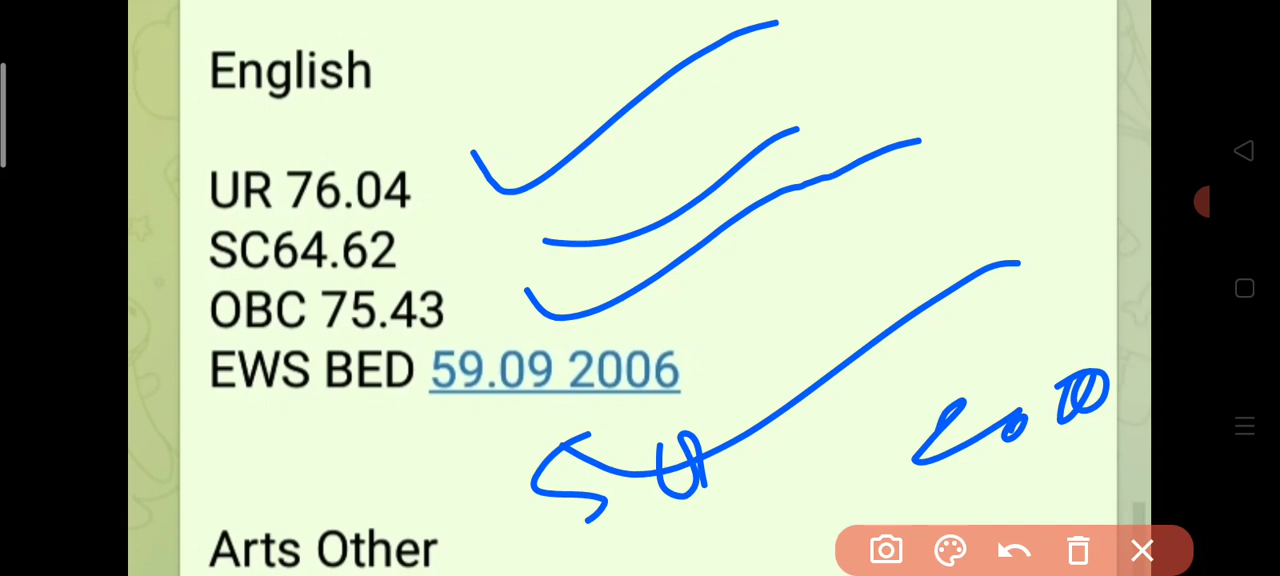 English
UR 76.04
SC64.62
OBC 75.43
EWS BED 59.09 2006
Arts Other